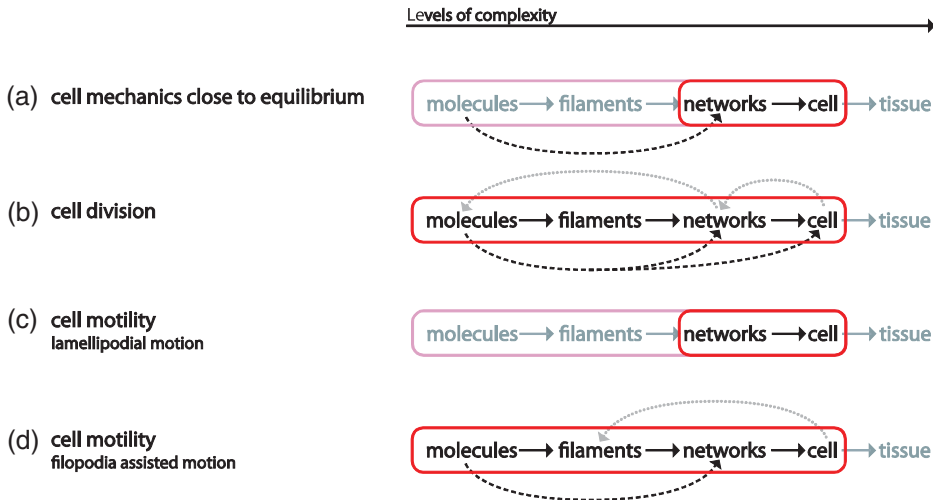 Levels of complexity
(a) cell mechanics close to equilibrium molecules filaments networks cell tissue
(b) cell division molecules filaments networks cell tissue
(c) cell motility
lamellipodial motion
molecules filaments networks cell tissue
(d) cell motility
filopodia assisted motion
molecules filaments networks cell tissue